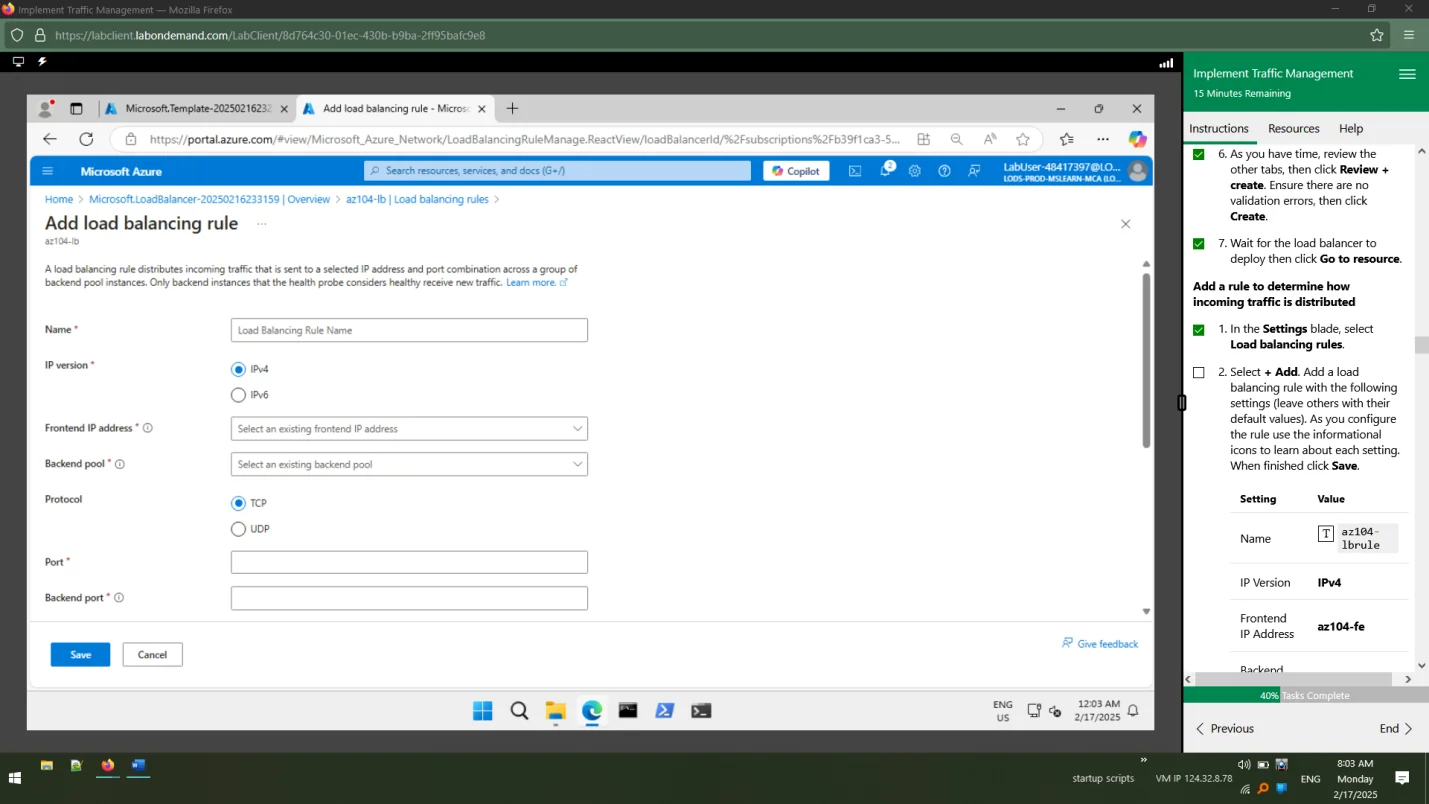 Implement Traffic Management — Mozilla Firefox
https://labclient.labondemand.com/LabClient/8d764c30-01ec-430b-b9ba-2ff95bafc9e8
Microsoft.Template-20250216232
Add load balancing rule - Micros
https://portal.azure.com/#view/Microsoft_Azure_Network/LoadBalancingRuleManage.ReactView/loadBalancerId/%2Fsubscriptions%2Fb39f1ca3-5...
Microsoft Azure
Search resources, services, and docs (G+/)
Copilot
2
LabUser-48417397@LO...
LODS-PROD-MSLEARN-MCA (LO...
Home > Microsoft.LoadBalancer-20250216233159 | Overview > az104-lb | Load balancing rules >
Add load balancing rule ...
az104-lb
A load balancing rule distributes incoming traffic that is sent to a selected IP address and port combination across a group of
backend pool instances. Only backend instances that the health probe considers healthy receive new traffic. Learn more.
Name *
Load Balancing Rule Name
IP version *
IPv4
IPv6
Frontend IP address *
Select an existing frontend IP address
Backend pool *
Select an existing backend pool
Protocol
TCP
UDP
Port *
Backend port *
Save
Cancel
Give feedback
ENG
US
12:03 AM
2/17/2025
Implement Traffic Management
15 Minutes Remaining
Instructions
Resources
Help
6. As you have time, review the
other tabs, then click Review +
create. Ensure there are no
validation errors, then click
Create.
7. Wait for the load balancer to
deploy then click Go to resource.
Add a rule to determine how
incoming traffic is distributed
1. In the Settings blade, select
Load balancing rules.
2. Select + Add. Add a load
balancing rule with the following
settings (leave others with their
default values). As you configure
the rule use the informational
icons to learn about each setting.
When finished click Save.
Setting Value
Name
T
az104-
lbrule
IP Version IPv4
Frontend
IP Address
az104-fe
Backend
40% Tasks Complete
< Previous
End >
startup scripts
»
VM IP 124.32.8.78
ENG
8:03 AM
Monday
2/17/2025